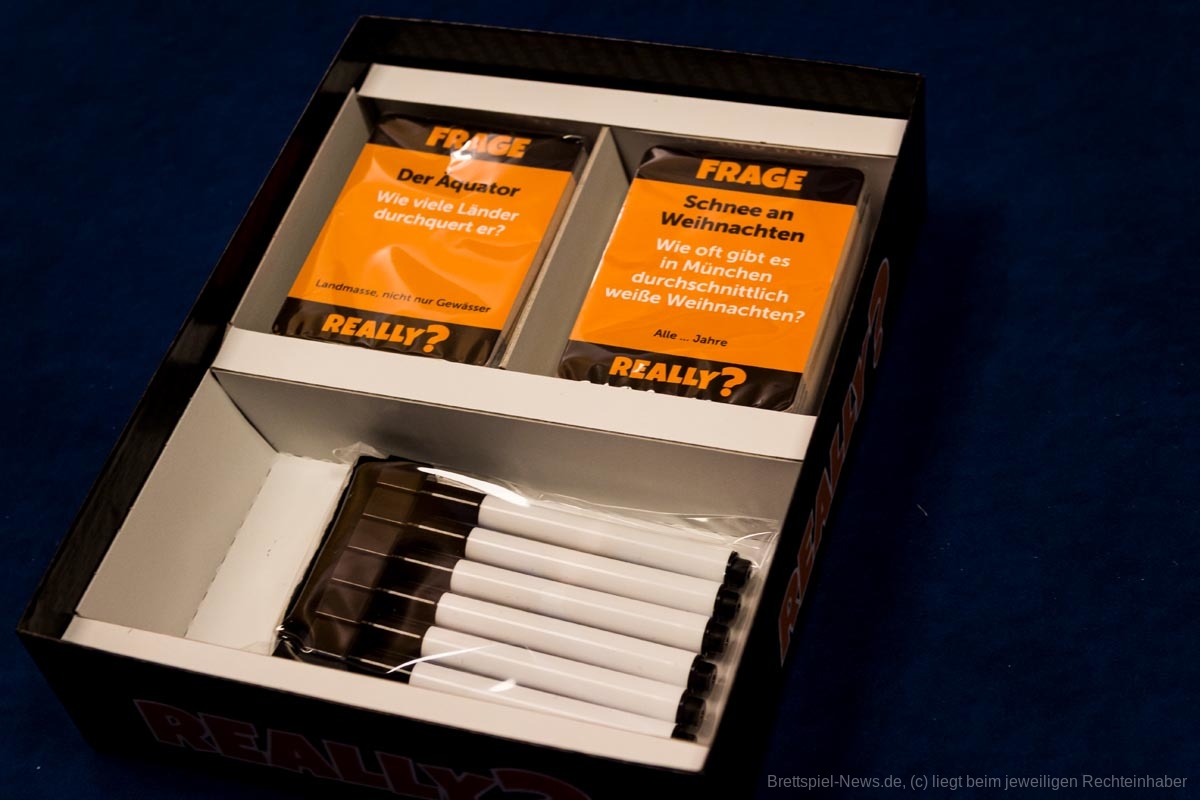 FRAGE
Der Äquator
Wie viele Länder
durchquert er?
Landmasse, nicht nur Gewässer
REALLY?
FRAGE
Schnee an
Weihnachten
Wie oft gibt es
in München
durchschnittlich
weiße Weihnachten?
Alle ... Jahre
REALLY?
REALLY?
REALLY?
Brettspiel-News.de, (c) liegt beim jeweiligen Rechteinhaber